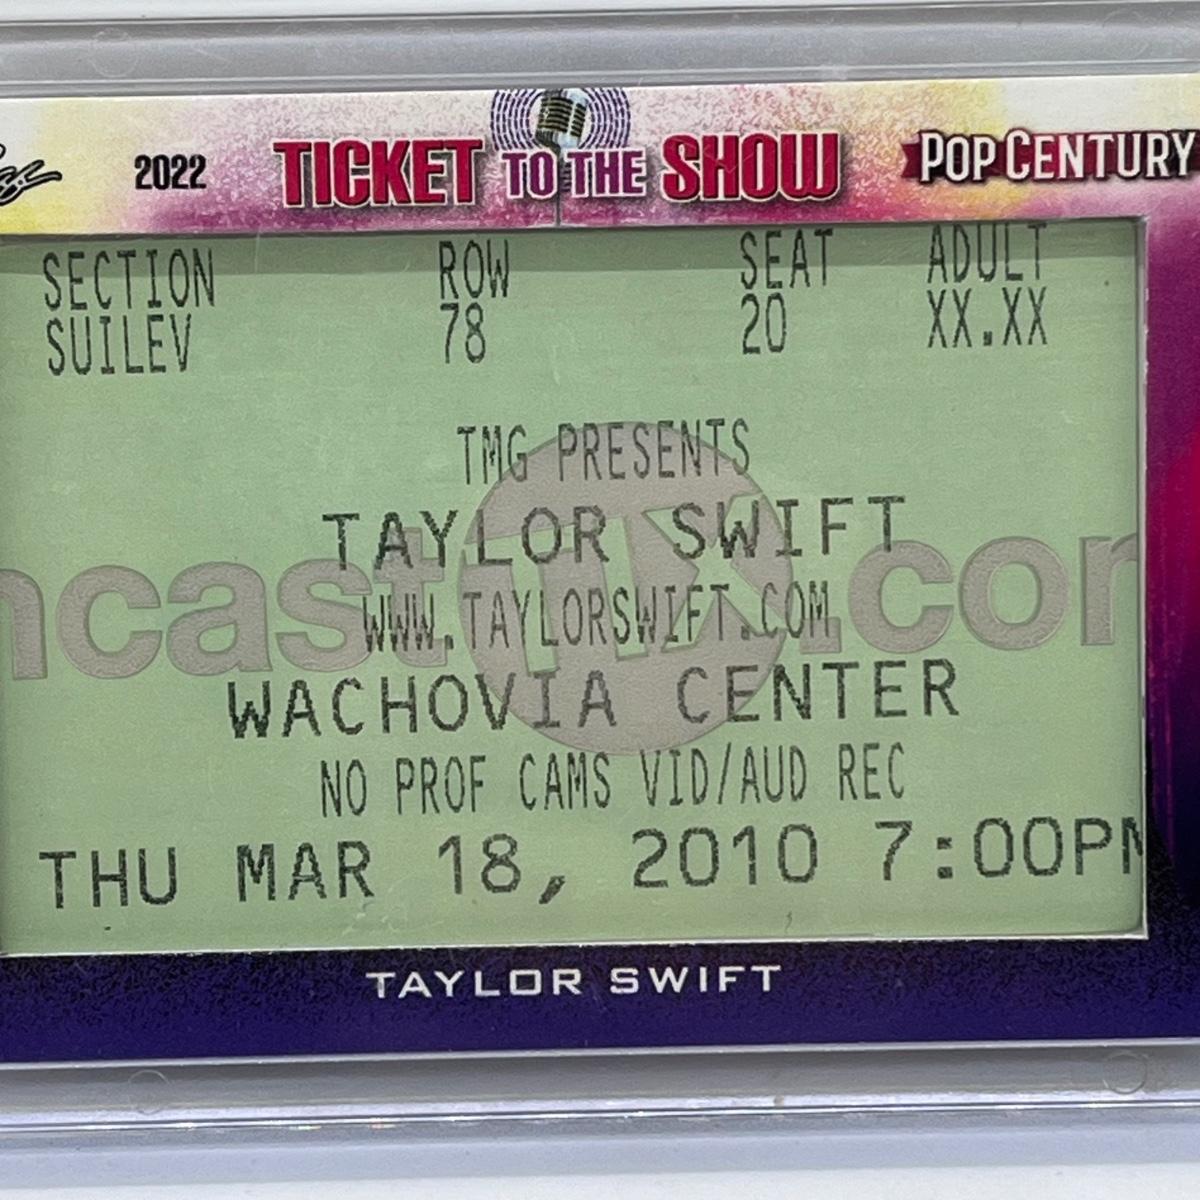 2022 TICKET TO THE SHOW POP CENTURY
SECTION ROW SEAT ADULT
SUILEV 78 20 XX.XX
TMG PRESENTS
TAYLOR SWIFT
ncastTIX.com
WWW.TAYLORSWIFT.COM
WACHOVIA CENTER
NO PROF CAMS VID/AUD REC
THU MAR 18, 2010 7:00PM
TAYLOR SWIFT